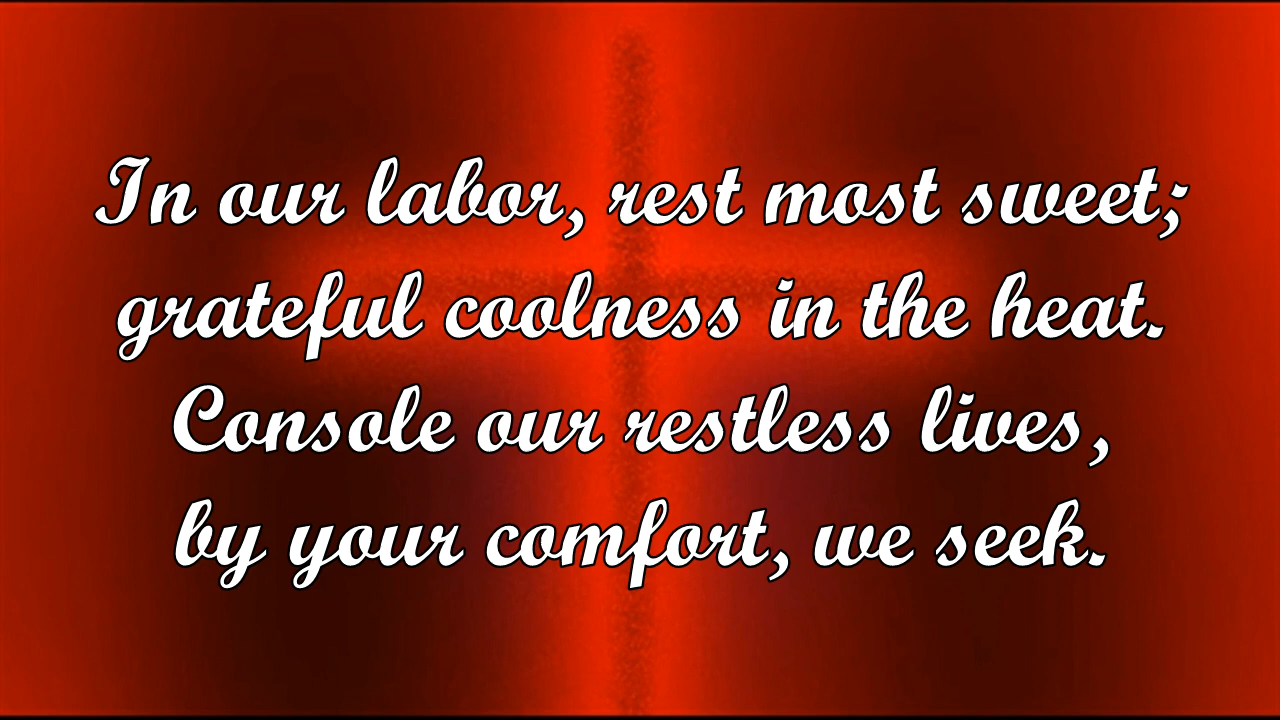 In our labor, rest most sweet;
grateful coolness in the heat.
Console our restless lives,
by your comfort, we seek.